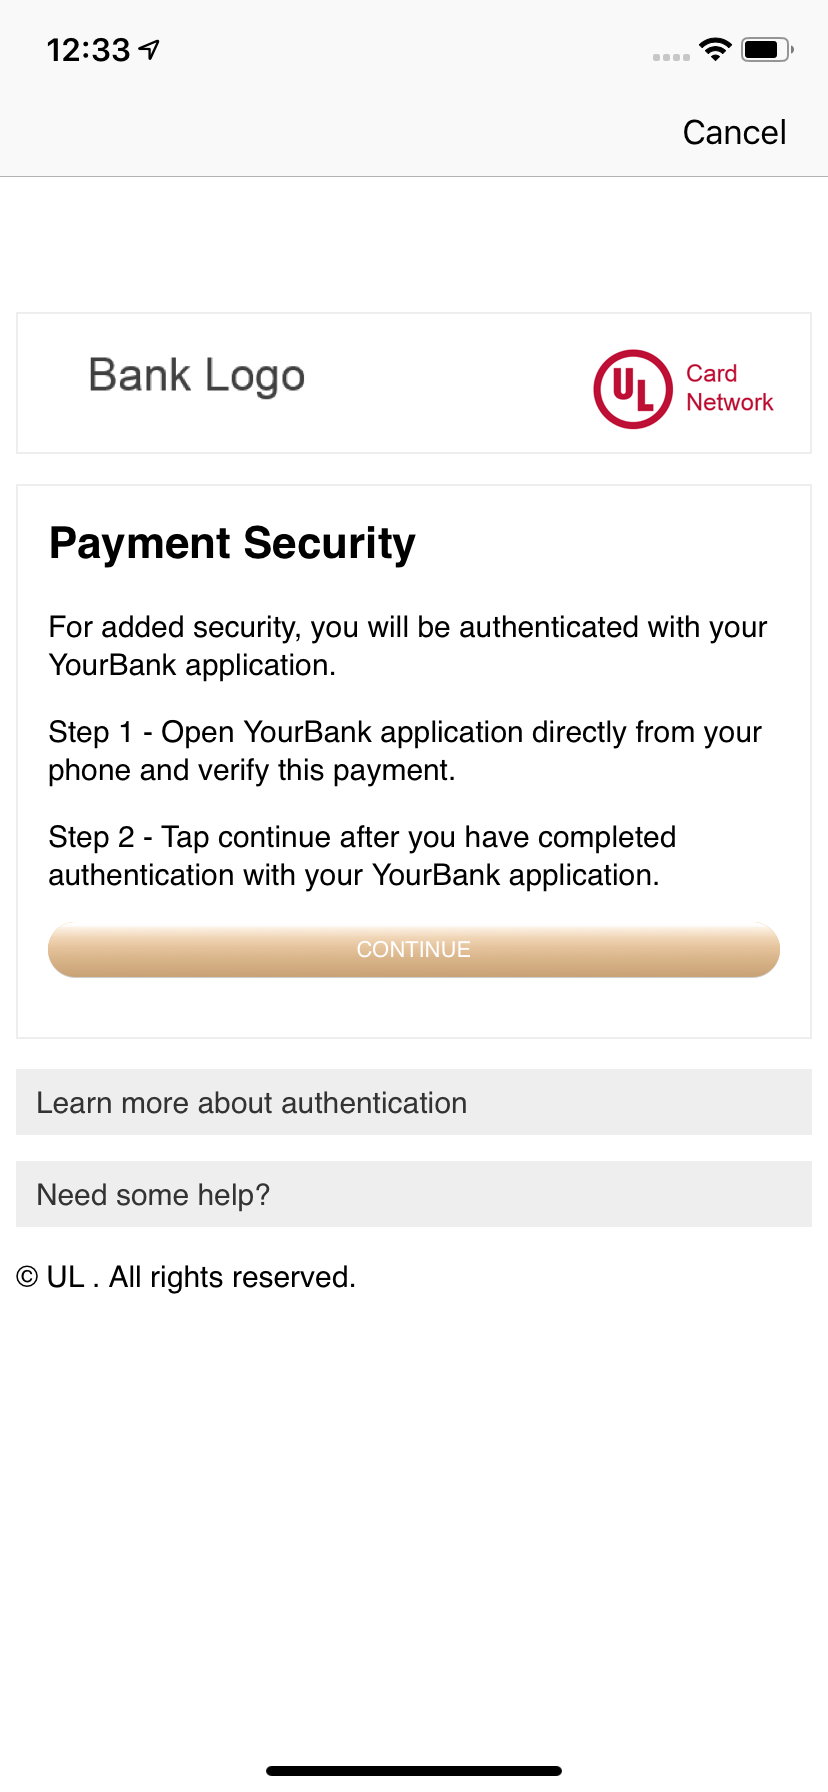 12:33
Cancel
Bank Logo
UL
Card
Network
Payment Security
For added security, you will be authenticated with your
YourBank application.
Step 1 - Open YourBank application directly from your
phone and verify this payment.
Step 2 - Tap continue after you have completed
authentication with your YourBank application.
CONTINUE
Learn more about authentication
Need some help?
© UL . All rights reserved.